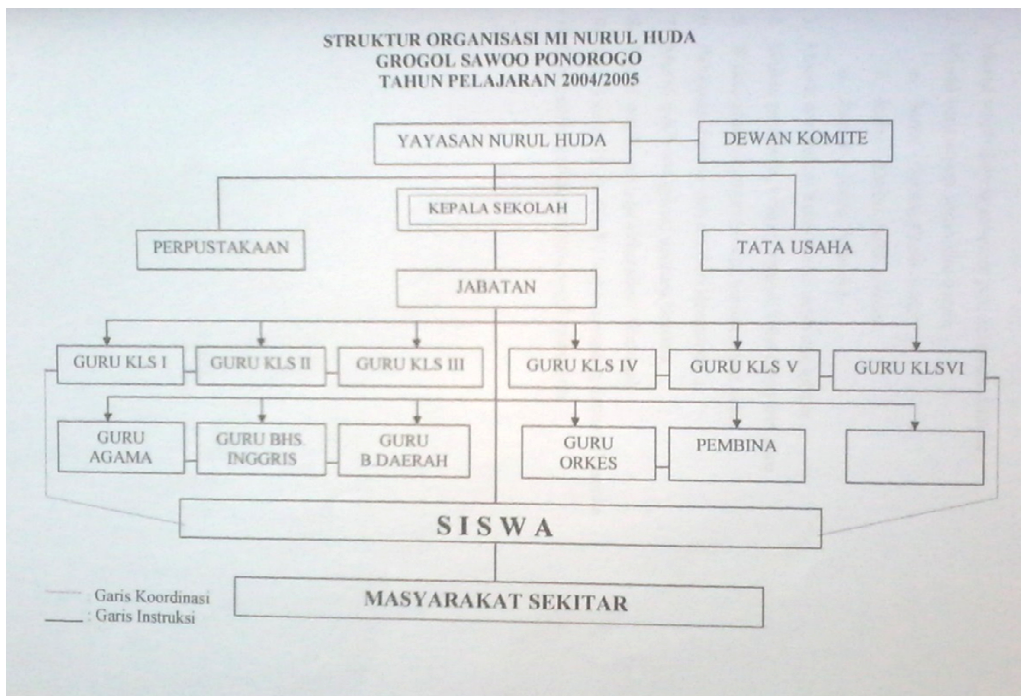 STRUKTUR ORGANISASI MI NURUL HUDA
GROGOL SAWOO PONOROGO
TAHUN PELAJARAN 2004/2005
YAYASAN NURUL HUDA
DEWAN KOMITE
KEPALA SEKOLAH
PERPUSTAKAAN
TATA USAHA
JABATAN
GURU KLS I
GURU KLS II
GURU KLS III
GURU KLS IV
GURU KLS V
GURU KLSVI
GURU
AGAMA
GURU BHS.
INGGRIS
GURU
B.DAERAH
GURU
ORKES
PEMBINA
S I S W A
MASYARAKAT SEKITAR
: Garis Koordinasi
: Garis Instruksi